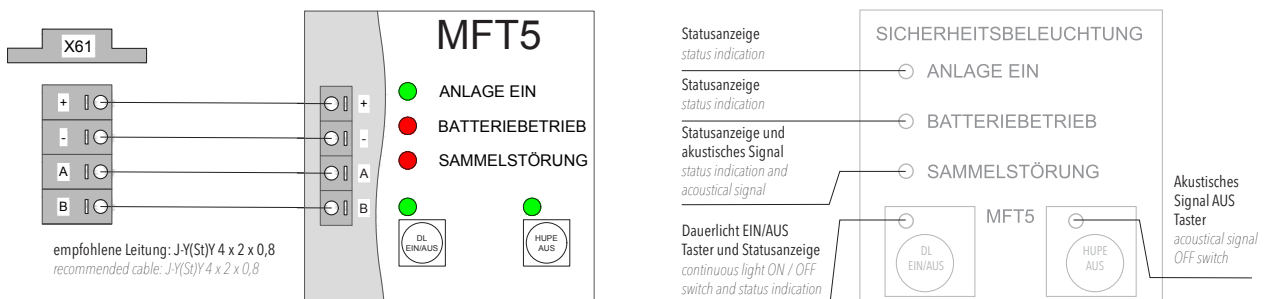 X61
+
-
A
B
empfohlene Leitung: J-Y(St)Y 4 x 2 x 0,8
recommended cable: J-Y(St)Y 4 x 2 x 0,8
+
-
A
B
MFT5
ANLAGE EIN
BATTERIEBETRIEB
SAMMELSTÖRUNG
DL
EIN/AUS
HUPE
AUS
Statusanzeige
status indication
Statusanzeige
status indication
Statusanzeige und
akustisches Signal
status indication and
acoustical signal
Dauerlicht EIN/AUS
Taster und Statusanzeige
continuous light ON / OFF
switch and status indication
SICHERHEITSBELEUCHTUNG
ANLAGE EIN
BATTERIEBETRIEB
SAMMELSTÖRUNG
MFT5
DL
EIN/AUS
HUPE
AUS
Akustisches
Signal AUS
Taster
acoustical signal
OFF switch